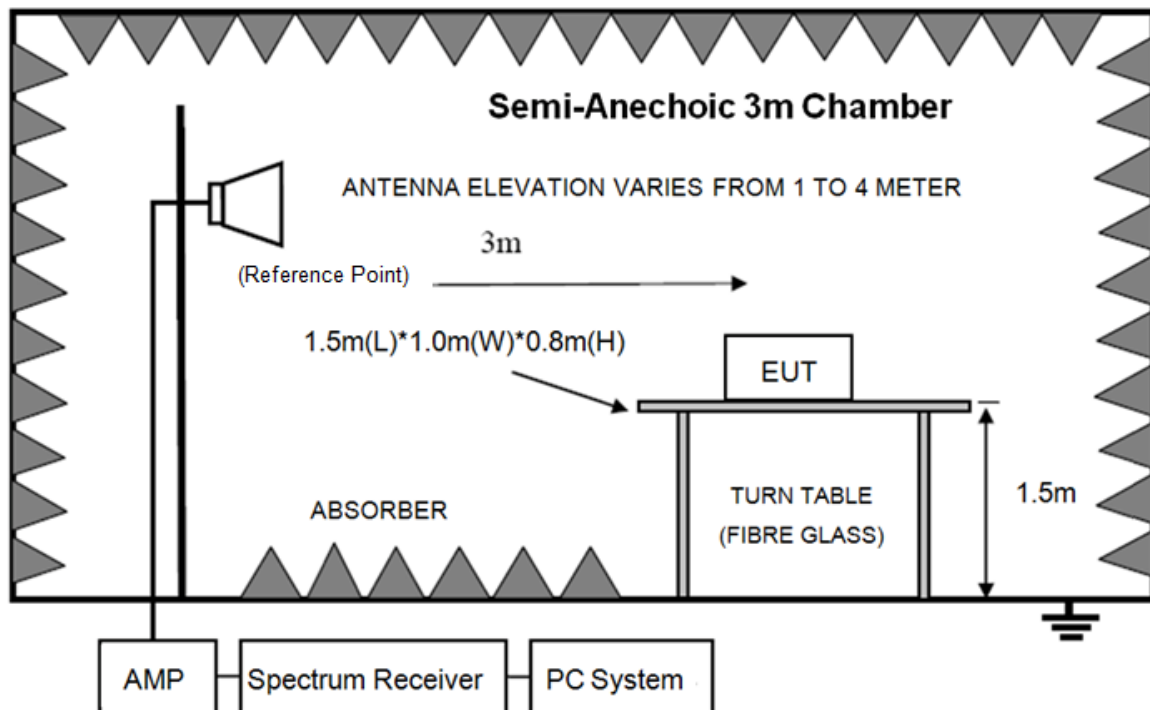 Semi-Anechoic 3m Chamber
ANTENNA ELEVATION VARIES FROM 1 TO 4 METER
3m
(Reference Point)
1.5m(L)*1.0m(W)*0.8m(H)
EUT
1.5m
TURN TABLE
(FIBRE GLASS)
ABSORBER
AMP
Spectrum Receiver
PC System